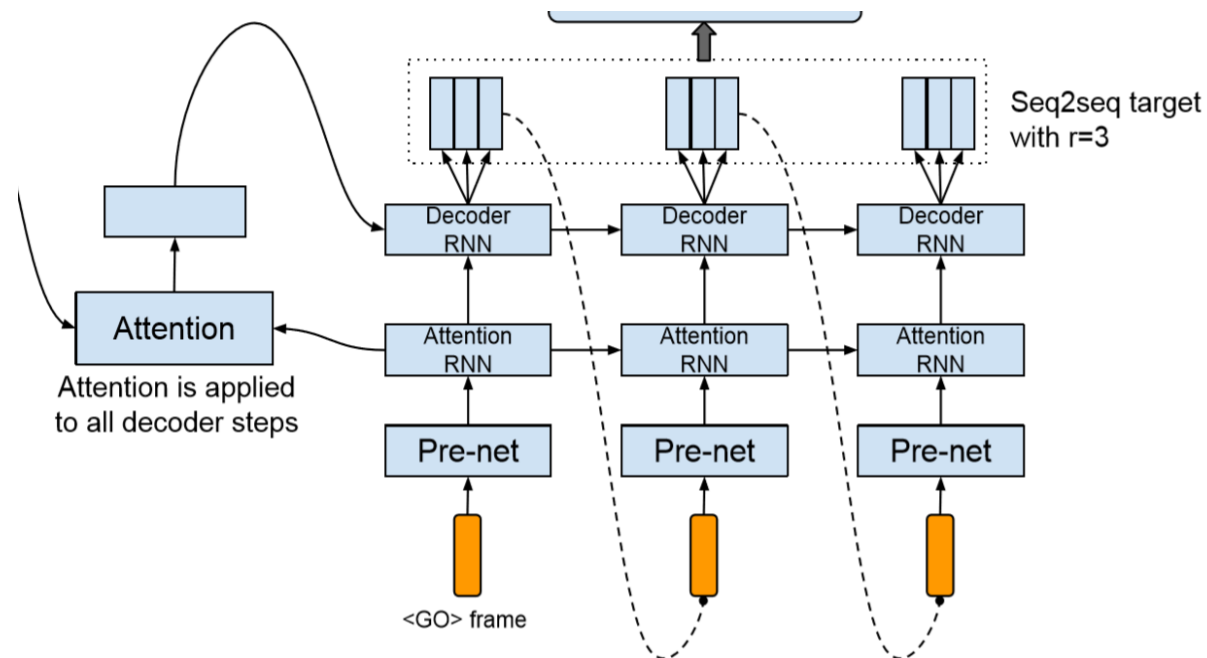 Seq2seq target
with r=3
Decoder
RNN
Decoder
RNN
Decoder
RNN
Attention
Attention is applied
to all decoder steps
Attention
RNN
Attention
RNN
Attention
RNN
Pre-net
Pre-net
Pre-net
<GO> frame